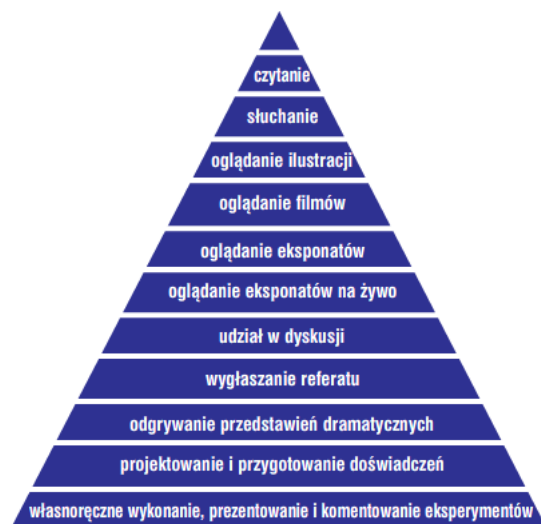 czytanie
słuchanie
oglądanie ilustracji
oglądanie filmów
oglądanie eksponatów
oglądanie eksponatów na żywo
udział w dyskusji
wygłaszanie referatu
odgrywanie przedstawień dramatycznych
projektowanie i przygotowanie doświadczeń
własnoręczne wykonanie, prezentowanie i komentowanie eksperymentów